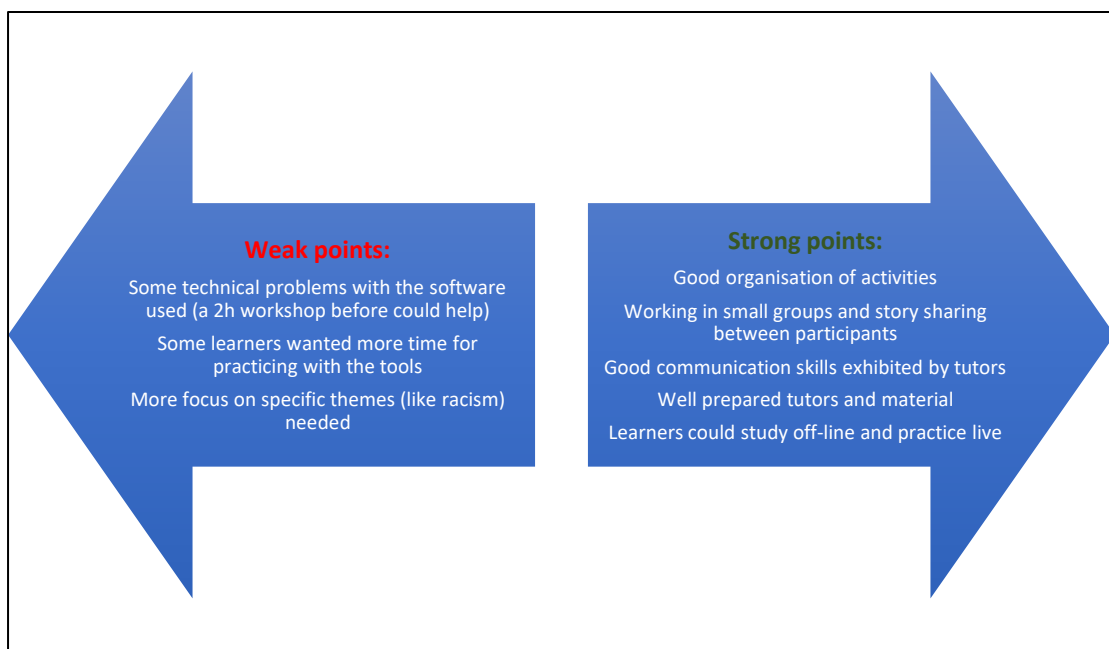 Weak points:
Some technical problems with the software
used (a 2h workshop before could help)
Some learners wanted more time for
practicing with the tools
More focus on specific themes (like racism)
needed
Strong points:
Good organisation of activities
Working in small groups and story sharing
between participants
Good communication skills exhibited by tutors
Well prepared tutors and material
Learners could study off-line and practice live